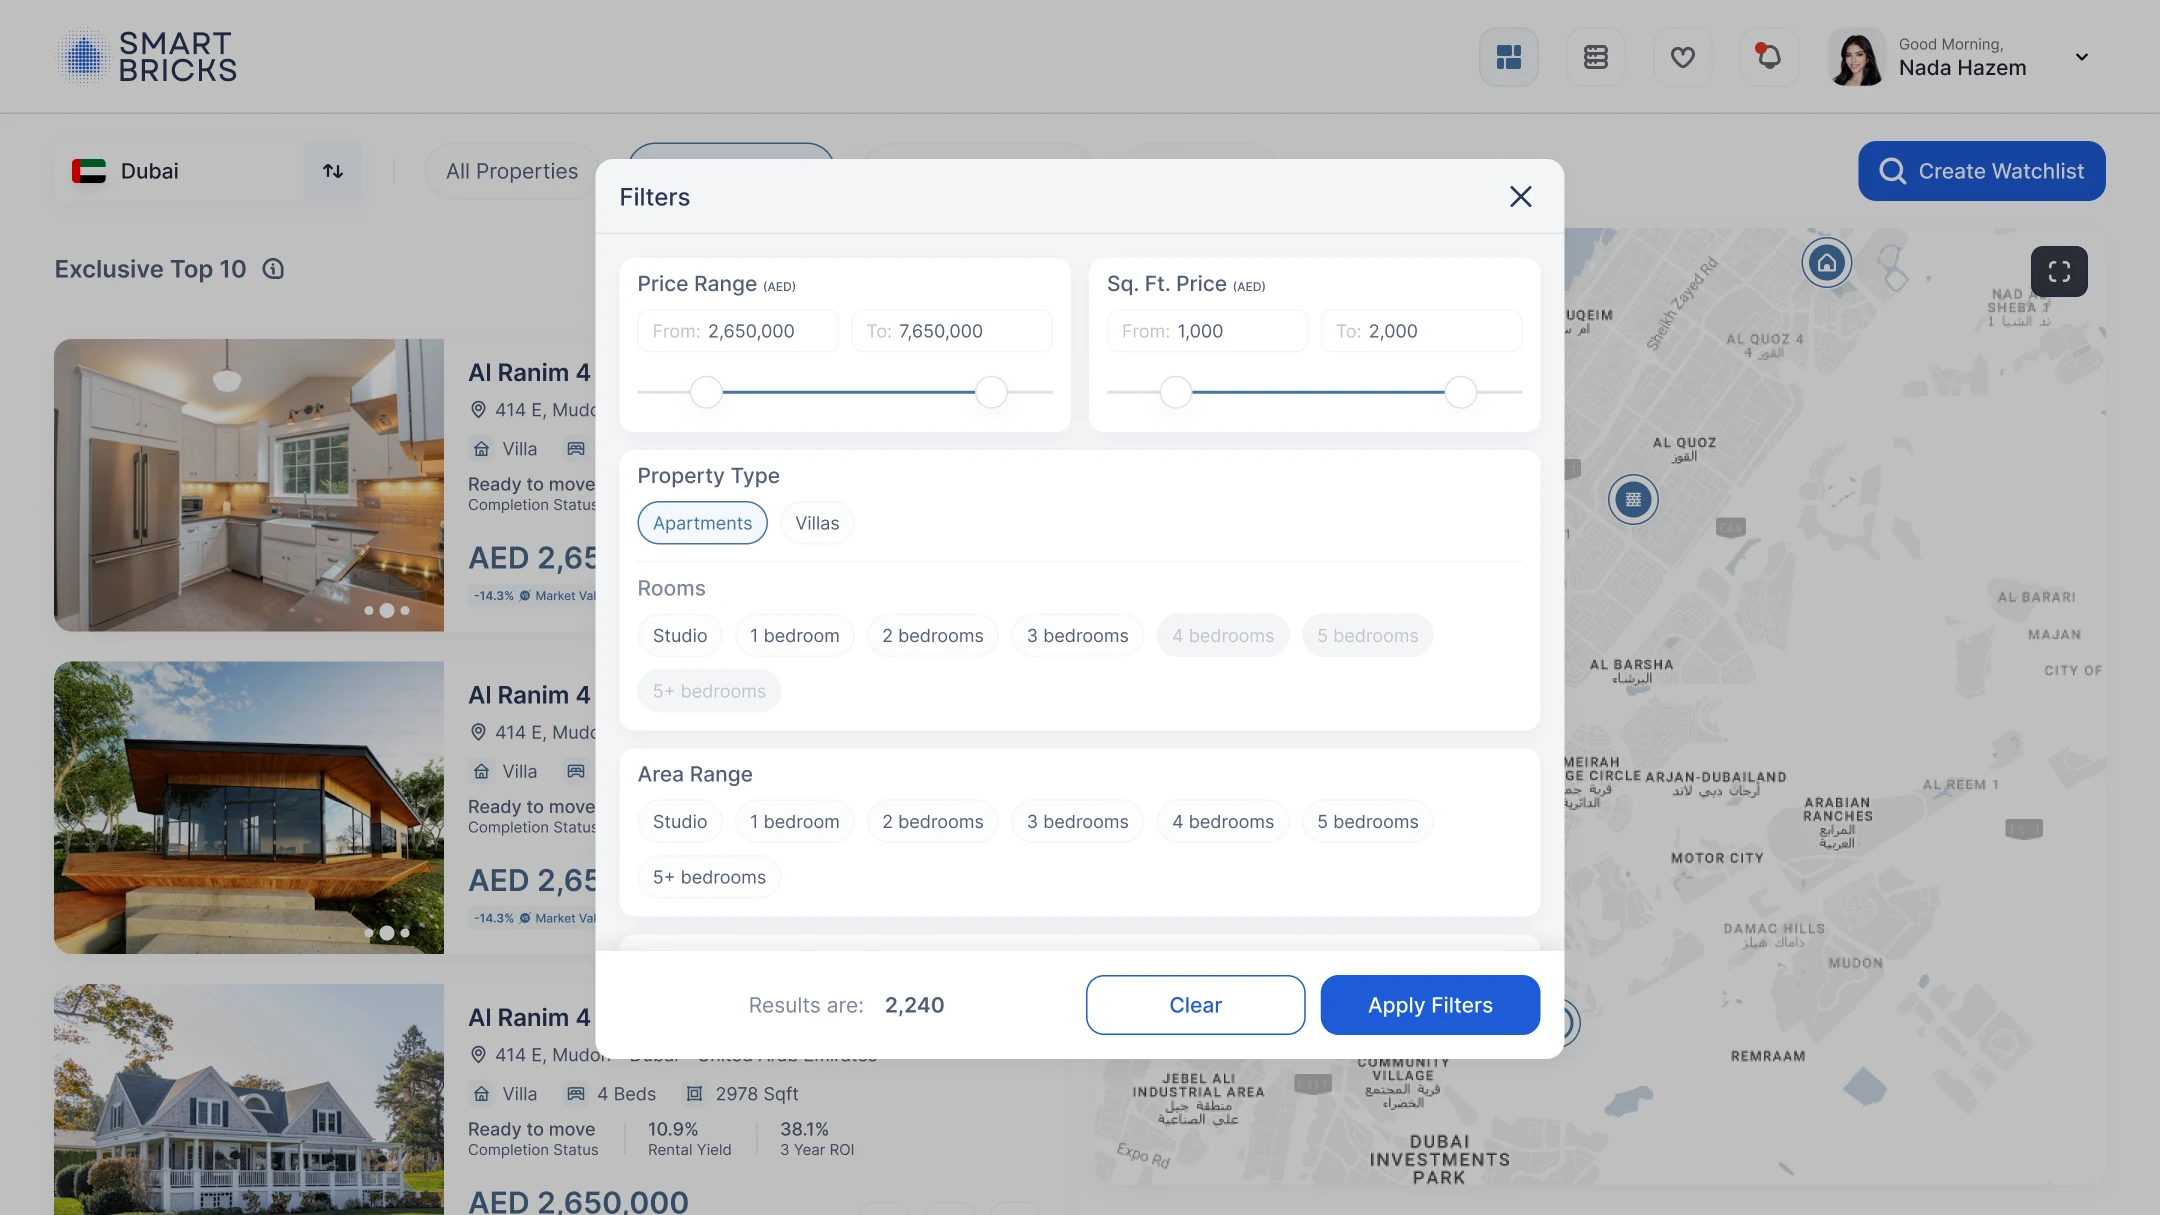 SMART
BRICKS
Good Morning,
Nada Hazem
Dubai
All Properties
Create Watchlist
Exclusive Top 10
Filters
Price Range (AED)
From: 2,650,000
To: 7,650,000
Sq. Ft. Price (AED)
From: 1,000
To: 2,000
Property Type
Apartments
Villas
Rooms
Studio
1 bedroom
2 bedrooms
3 bedrooms
4 bedrooms
5 bedrooms
5+ bedrooms
Area Range
Studio
1 bedroom
2 bedrooms
3 bedrooms
4 bedrooms
5 bedrooms
5+ bedrooms
Results are: 2,240
Clear
Apply Filters
Al Ranim 4
414 E, Mudo
Villa
Ready to move
Completion Status
AED 2,65
-14.3% Market Val
Al Ranim 4
414 E, Mudo
Villa
Ready to move
Completion Status
AED 2,65
-14.3% Market Val
Al Ranim 4
414 E, Mudon - Dubai - United Arab Emirates
Villa
4 Beds
2978 Sqft
Ready to move
Completion Status
10.9%
Rental Yield
38.1%
3 Year ROI
AED 2,650,000
Sheikh Zayed Rd
UQEIM
NAD AL
SHEBA 1
ند الشبا 1
AL QUOZ 4
القوز 4
AL QUOZ
القوز
AL BARARI
MAJAN
CITY OF
AL BARSHA
البرشاء
MEIRAH
GE CIRCLE
الدائرية
ARJAN-DUBAILAND
أرجان دبي لاند
AL REEM 1
ARABIAN
RANCHES
المرابع
العربية
MOTOR CITY
DAMAC HILLS
داماك هيلز
MUDON
REMRAAM
COMMUNITY
VILLAGE
قرية المجتمع
الخضراء
JEBEL ALI
INDUSTRIAL AREA
منطقة جبل
علي الصناعية
E 311
Expo Rd
DUBAI
INVESTMENTS
PARK